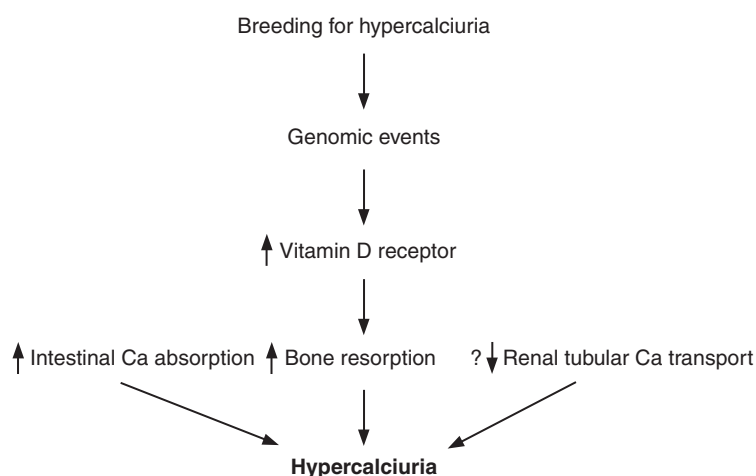 Breeding for hypercalciuria
Genomic events
Vitamin D receptor
Intestinal Ca absorption
Bone resorption
? Renal tubular Ca transport
Hypercalciuria